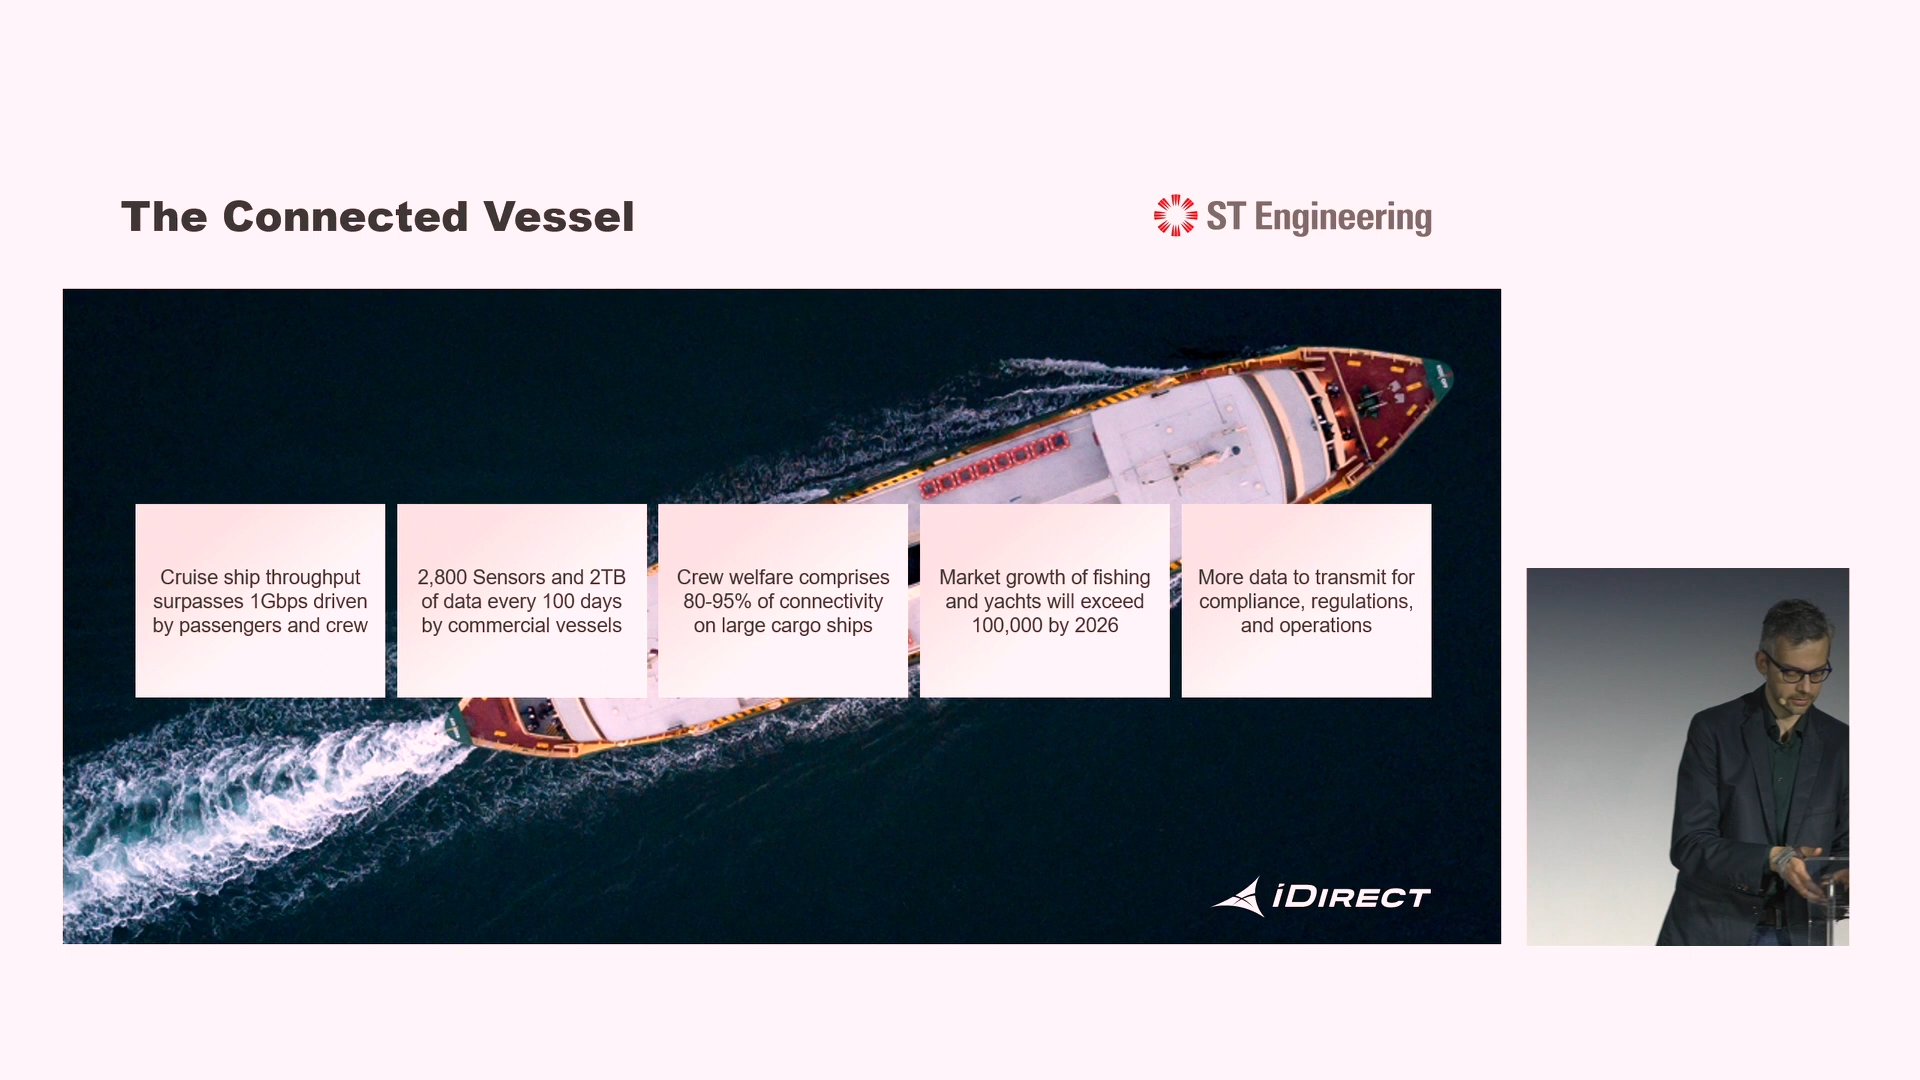 The Connected Vessel
ST Engineering
Cruise ship throughput
surpasses 1Gbps driven
by passengers and crew
2,800 Sensors and 2TB
of data every 100 days
by commercial vessels
Crew welfare comprises
80-95% of connectivity
on large cargo ships
Market growth of fishing
and yachts will exceed
100,000 by 2026
More data to transmit for
compliance, regulations,
and operations
iDIRECT